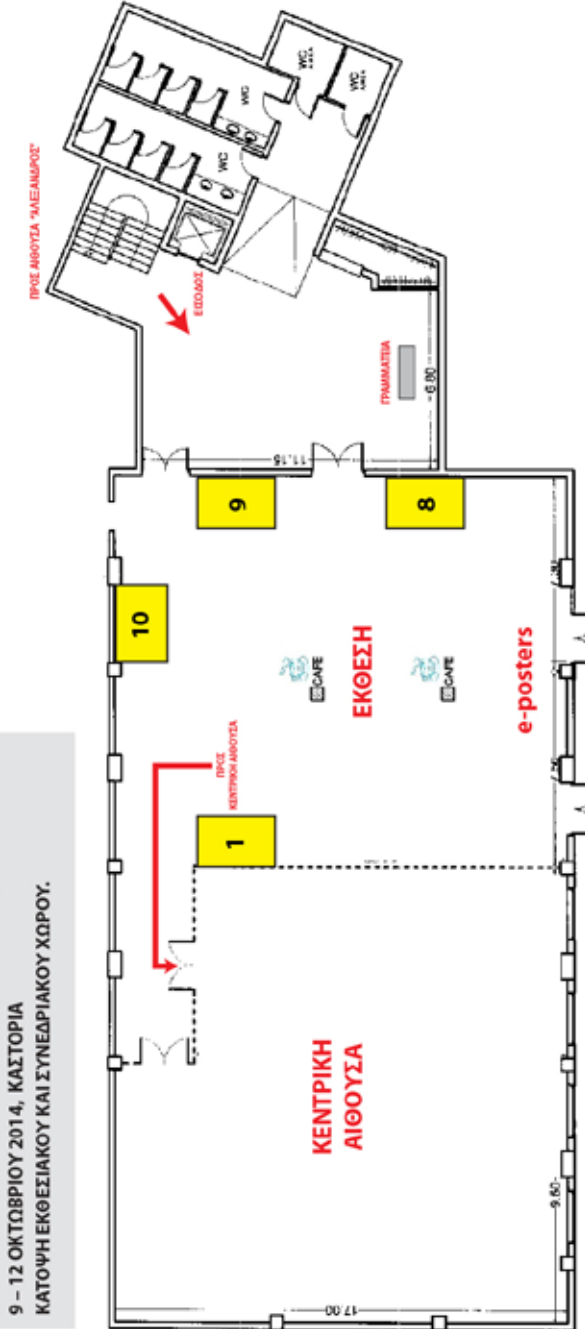 9 – 12 ΟΚΤΩΒΡΙΟΥ 2014, ΚΑΣΤΟΡΙΑ
ΚΑΤΟΨΗ ΕΚΘΕΣΙΑΚΟΥ ΚΑΙ ΣΥΝΕΔΡΙΑΚΟΥ ΧΩΡΟΥ.
ΠΡΟΣ ΑΙΘΟΥΣΑ "ΑΛΕΞΑΝΔΡΟΣ"
WC
WC
WC
WC
ΕΙΣΟΔΟΣ
ΓΡΑΜΜΑΤΕΙΑ
6.80
11.15
10
9
8
1
ΠΡΟΣ
ΚΕΝΤΡΙΚΗ ΑΙΘΟΥΣΑ
CAFE
CAFE
ΕΚΘΕΣΗ
e-posters
ΚΕΝΤΡΙΚΗ
ΑΙΘΟΥΣΑ
17.00
9.60